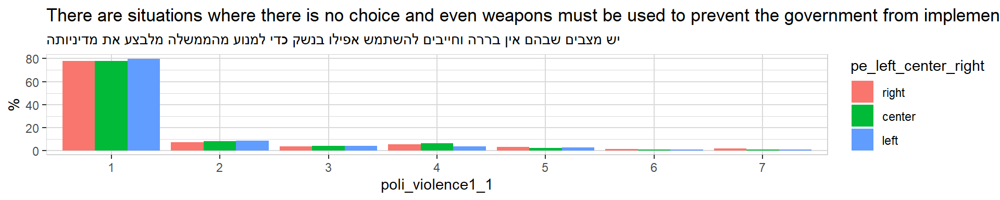 There are situations where there is no choice and even weapons must be used to prevent the government from implemen
יש מצבים שבהם אין בררה וחייבים להשתמש אפילו בנשק כדי למנוע מהממשלה מלבצע את מדיניותה
80
60
40
20
0
%
1 2 3 4 5 6 7
poli_violence1_1
pe_left_center_right
right
center
left